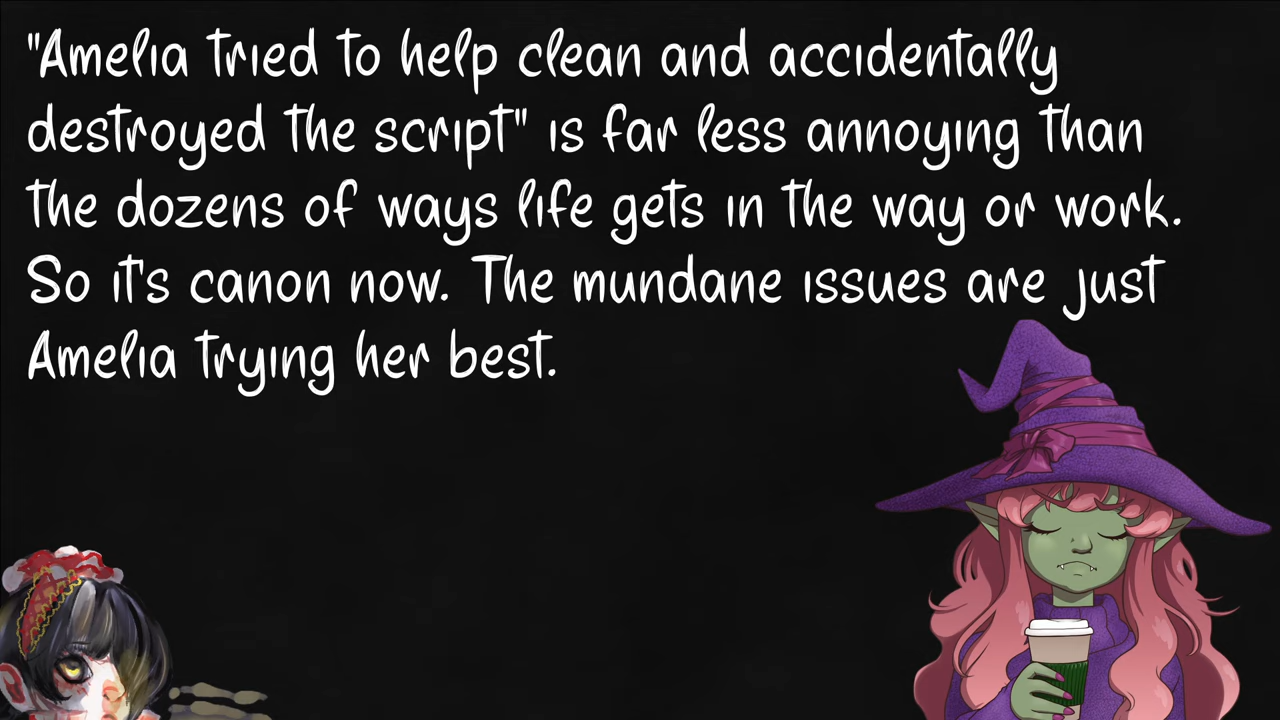 "Amelia tried to help clean and accidentally
destroyed the script" is far less annoying than
the dozens of ways life gets in the way or work.
So it's canon now. The mundane issues are just
Amelia trying her best.